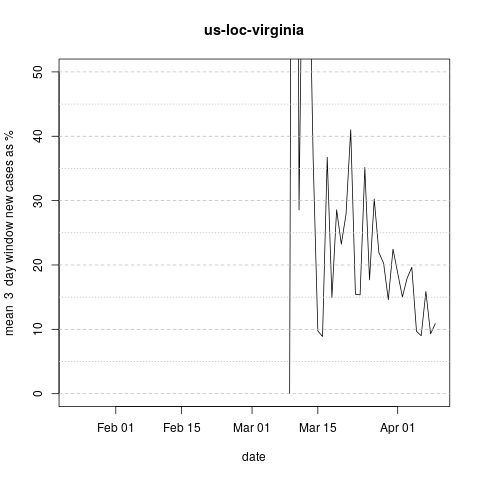 us-loc-virginia
mean 3 day window new cases as %
50
40
30
20
10
0
Feb 01
Feb 15
Mar 01
Mar 15
Apr 01
date